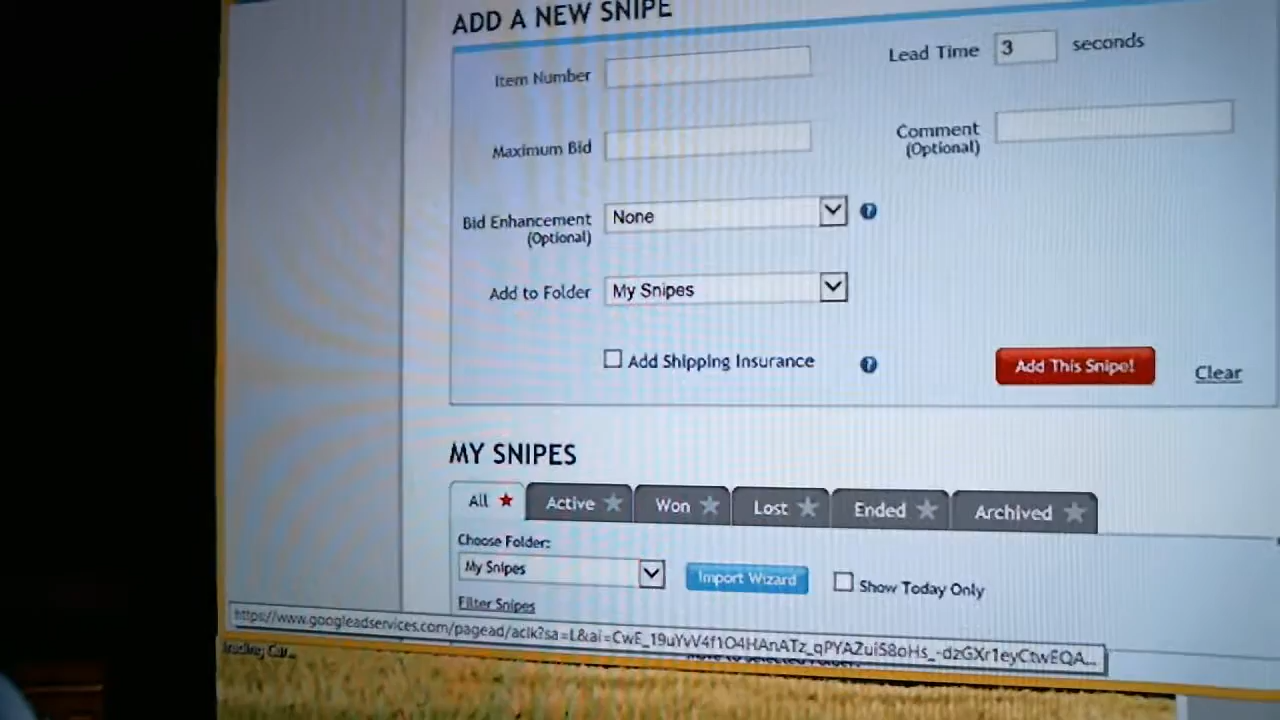 ADD A NEW SNIPE
Item Number
Lead Time 3 seconds
Maximum Bid
Comment
(Optional)
Bid Enhancement None ?
(Optional)
Add to Folder My Snipes
Add Shipping Insurance ?
Add This Snipe! Clear
MY SNIPES
All Active Won Lost Ended Archived
Choose Folder:
My Snipes Import Wizard Show Today Only
Filter Snipes